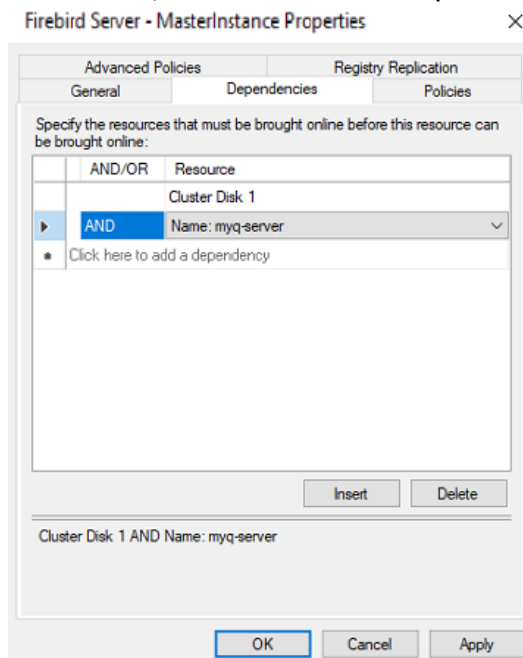 Firebird Server - MasterInstance Properties
Advanced Policies Registry Replication
General Dependencies Policies
Specify the resources that must be brought online before this resource can
be brought online:
AND/OR Resource
Cluster Disk 1
AND Name: myq-server
Click here to add a dependency
Insert Delete
Cluster Disk 1 AND Name: myq-server
OK Cancel Apply